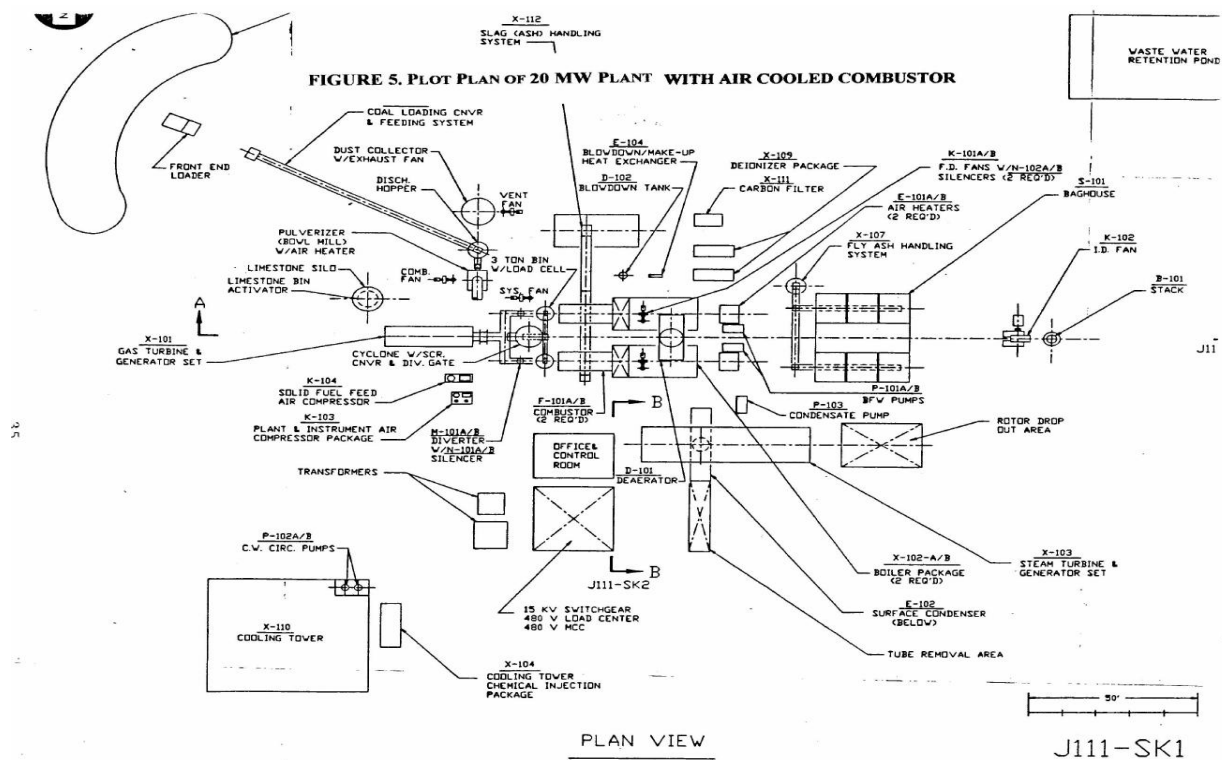 N
X-112
SLAG (ASH) HANDLING
SYSTEM
WASTE WATER
RETENTION POND
FIGURE 5. PLOT PLAN OF 20 MW PLANT WITH AIR COOLED COMBUSTOR
COAL LOADING CNVR
& FEEDING SYSTEM
FRONT END
LOADER
DUST COLLECTOR
W/EXHAUST FAN
DISCH.
HOPPER
VENT
FAN
PULVERIZER
(BOWL MILL)
W/AIR HEATER
COMB.
FAN
3 TON BIN
W/LOAD CELL
SYS. FAN
LIMESTONE SILO
LIMESTONE BIN
ACTIVATOR
E-104
BLOWDOWN/MAKE-UP
HEAT EXCHANGER
D-102
BLOWDOWN TANK
X-109
DEIONIZER PACKAGE
X-111
CARBON FILTER
K-101A/B
F.D. FANS W/N-102A/B
SILENCERS (2 REQ'D)
E-101A/B
AIR HEATERS
(2 REQ'D)
S-101
BAGHOUSE
X-107
FLY ASH HANDLING
SYSTEM
K-102
I.D. FAN
B-101
STACK
A
X-101
GAS TURBINE &
GENERATOR SET
CYCLONE W/SCR.
CNVR & DIV. GATE
J11
K-104
SOLID FUEL FEED
AIR COMPRESSOR
K-103
PLANT & INSTRUMENT AIR
COMPRESSOR PACKAGE
F-101A/B
COMBUSTOR
(2 REQ'D)
B
M-101A/B
DIVERTER
W/N-101A/B
SILENCER
P-101A/B
BFW PUMPS
P-103
CONDENSATE PUMP
ROTOR DROP
OUT AREA
OFFICE&
CONTROL
ROOM
TRANSFORMERS
D-101
DEAERATOR
P-102A/B
C.W. CIRC. PUMPS
B
J111-SK2
X-102-A/B
BOILER PACKAGE
(2 REQ'D)
X-103
STEAM TURBINE &
GENERATOR SET
15 KV SWITCHGEAR
480 V LOAD CENTER
480 V MCC
E-102
SURFACE CONDENSER
(BELOW)
X-110
COOLING TOWER
TUBE REMOVAL AREA
X-104
COOLING TOWER
CHEMICAL INJECTION
PACKAGE
50'
PLAN VIEW
J111-SK1